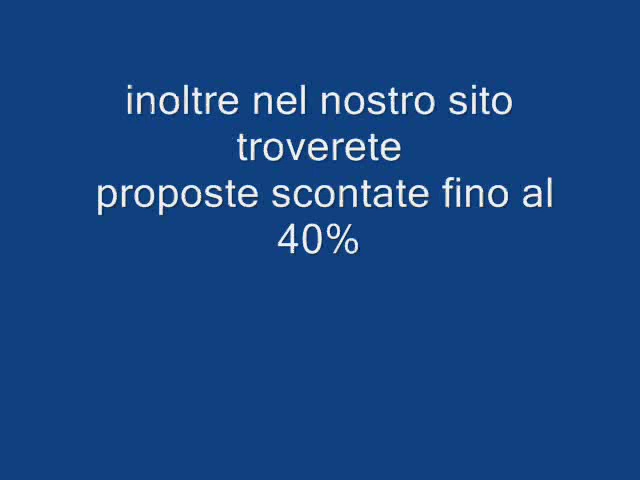 inoltre nel nostro sito
troverete
proposte scontate fino al
40%